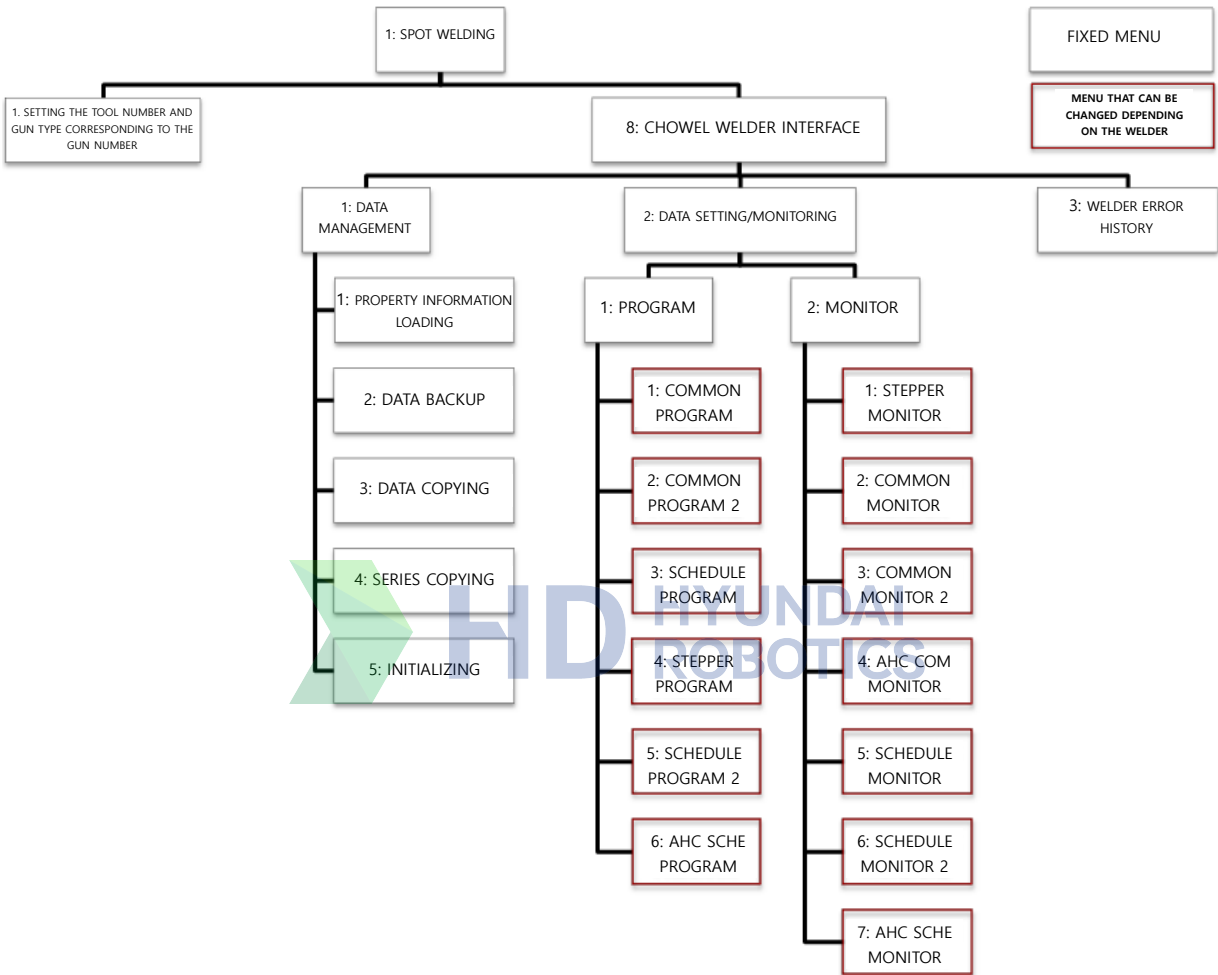 1: SPOT WELDING
FIXED MENU
MENU THAT CAN BE
CHANGED DEPENDING
ON THE WELDER
1. SETTING THE TOOL NUMBER AND
GUN TYPE CORRESPONDING TO THE
GUN NUMBER
8: CHOWEL WELDER INTERFACE
1: DATA
MANAGEMENT
2: DATA SETTING/MONITORING
3: WELDER ERROR
HISTORY
1: PROPERTY INFORMATION
LOADING
2: DATA BACKUP
3: DATA COPYING
4: SERIES COPYING
5: INITIALIZING
1: PROGRAM
1: COMMON
PROGRAM
2: COMMON
PROGRAM 2
3: SCHEDULE
PROGRAM
4: STEPPER
PROGRAM
5: SCHEDULE
PROGRAM 2
6: AHC SCHE
PROGRAM
2: MONITOR
1: STEPPER
MONITOR
2: COMMON
MONITOR
3: COMMON
MONITOR 2
4: AHC COM
MONITOR
5: SCHEDULE
MONITOR
6: SCHEDULE
MONITOR 2
7: AHC SCHE
MONITOR
HD HYUNDAI
ROBOTICS